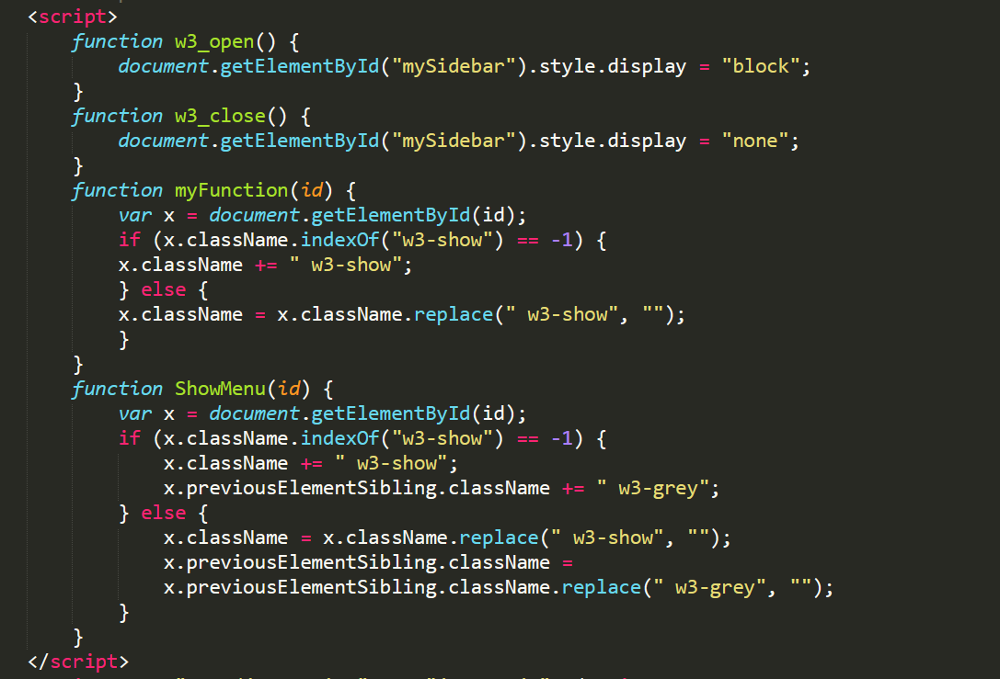 <script>
    function w3_open() {
        document.getElementById("mySidebar").style.display = "block";
    }
    function w3_close() {
        document.getElementById("mySidebar").style.display = "none";
    }
    function myFunction(id) {
        var x = document.getElementById(id);
        if (x.className.indexOf("w3-show") == -1) {
        x.className += " w3-show";
        } else {
        x.className = x.className.replace(" w3-show", "");
        }
    }
    function ShowMenu(id) {
        var x = document.getElementById(id);
        if (x.className.indexOf("w3-show") == -1) {
            x.className += " w3-show";
            x.previousElementSibling.className += " w3-grey";
        } else {
            x.className = x.className.replace(" w3-show", "");
            x.previousElementSibling.className =
            x.previousElementSibling.className.replace(" w3-grey", "");
        }
    }
</script>